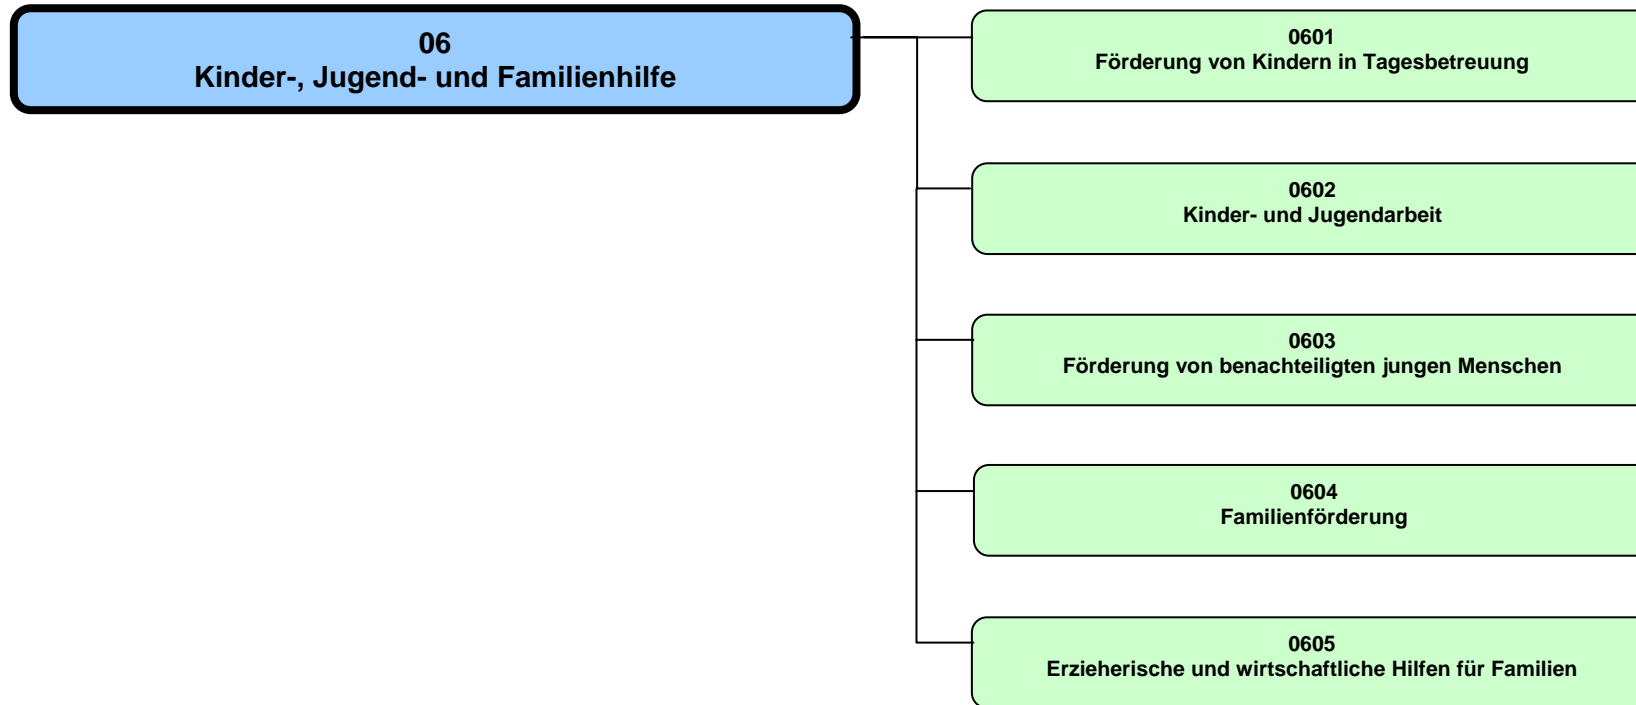 06
Kinder-, Jugend- und Familienhilfe
0601
Förderung von Kindern in Tagesbetreuung
0602
Kinder- und Jugendarbeit
0603
Förderung von benachteiligten jungen Menschen
0604
Familienförderung
0605
Erzieherische und wirtschaftliche Hilfen für Familien